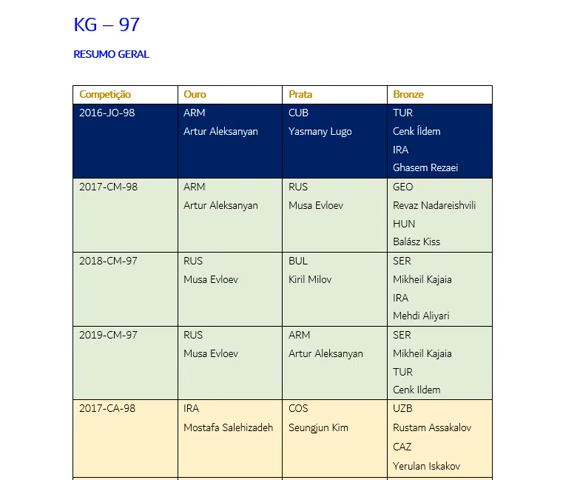 KG – 97
RESUMO GERAL
Competição Ouro Prata Bronze
2016-JO-98 ARM CUB TUR
Artur Aleksanyan Yasmany Lugo Cenk Íldem
IRA
Ghasem Rezaei
2017-CM-98 ARM RUS GEO
Artur Aleksanyan Musa Evloev Revaz Nadareishvili
HUN
Balász Kiss
2018-CM-97 RUS BUL SER
Musa Evloev Kiril Milov Mikheil Kajaia
IRA
Mehdi Aliyari
2019-CM-97 RUS ARM SER
Musa Evloev Artur Aleksanyan Mikheil Kajaia
TUR
Cenk Ildem
2017-CA-98 IRA COS UZB
Mostafa Salehizadeh Seungjun Kim Rustam Assakalov
CAZ
Yerulan Iskakov